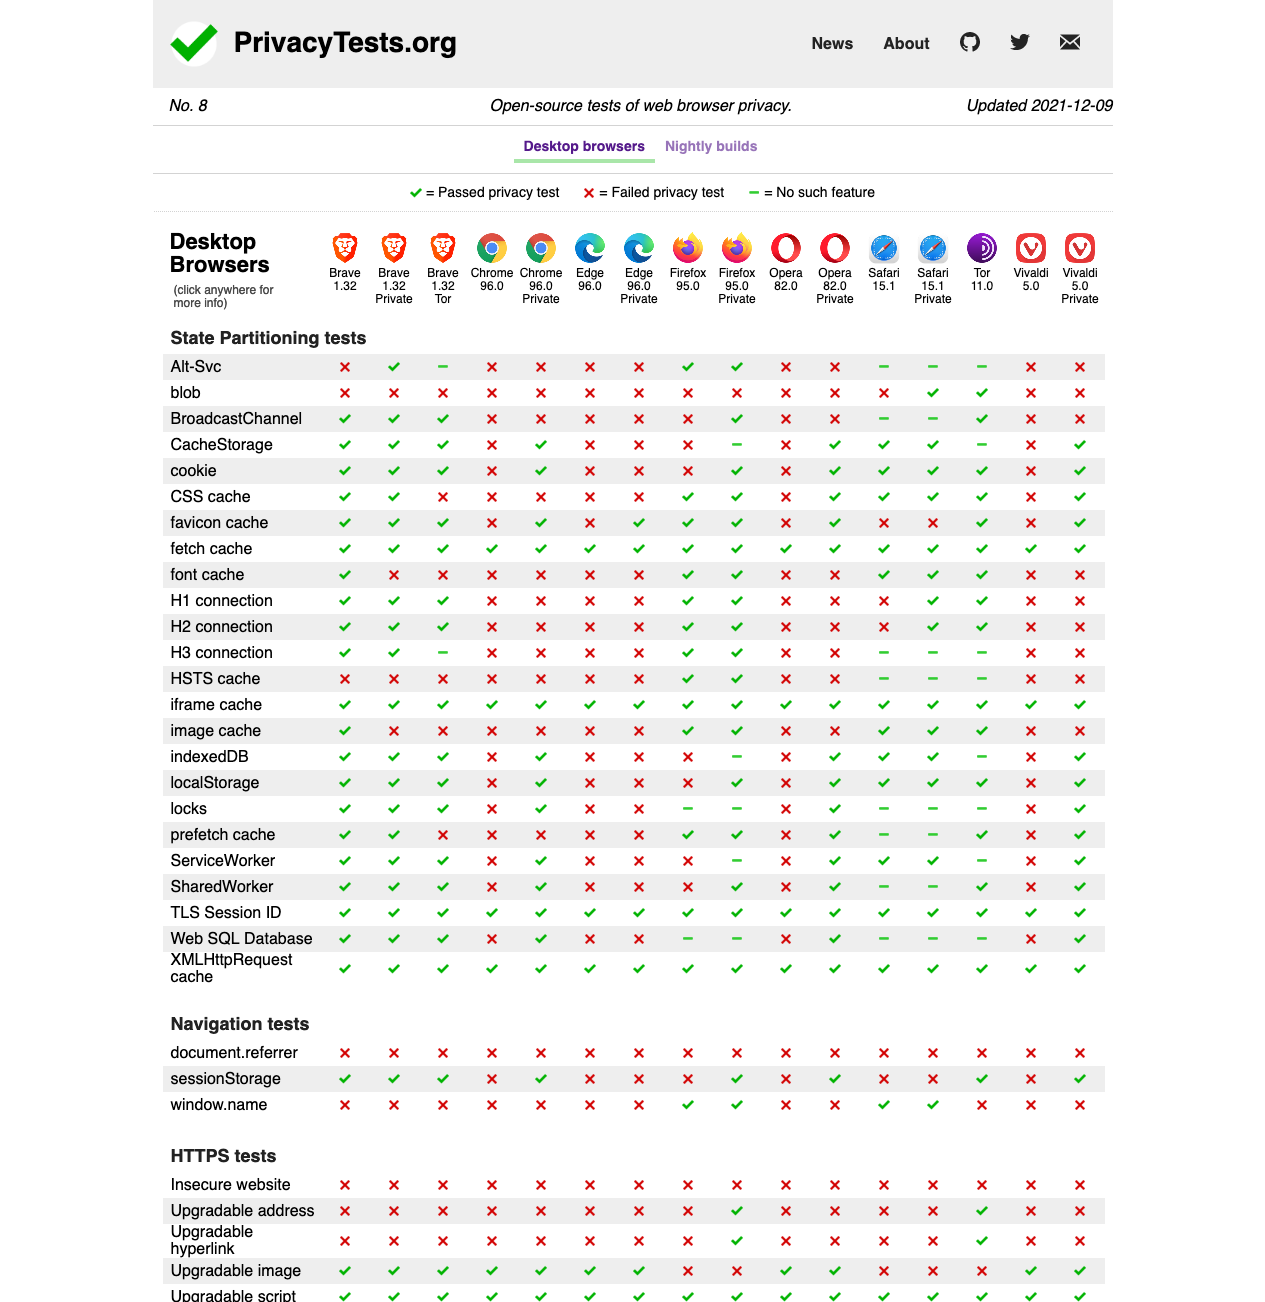 PrivacyTests.org
News About
No. 8 Open-source tests of web browser privacy. Updated 2021-12-09
Desktop browsers Nightly builds
= Passed privacy test = Failed privacy test = No such feature
Desktop
Browsers
(click anywhere for
more info)
Brave
1.32
Brave
1.32
Private
Brave
1.32
Tor
Chrome
96.0
Chrome
96.0
Private
Edge
96.0
Edge
96.0
Private
Firefox
95.0
Firefox
95.0
Private
Opera
82.0
Opera
82.0
Private
Safari
15.1
Safari
15.1
Private
Tor
11.0
Vivaldi
5.0
Vivaldi
5.0
Private
State Partitioning tests
Alt-Svc
blob
BroadcastChannel
CacheStorage
cookie
CSS cache
favicon cache
fetch cache
font cache
H1 connection
H2 connection
H3 connection
HSTS cache
iframe cache
image cache
indexedDB
localStorage
locks
prefetch cache
ServiceWorker
SharedWorker
TLS Session ID
Web SQL Database
XMLHttpRequest
cache
Navigation tests
document.referrer
sessionStorage
window.name
HTTPS tests
Insecure website
Upgradable address
Upgradable
hyperlink
Upgradable image
Upgradable script